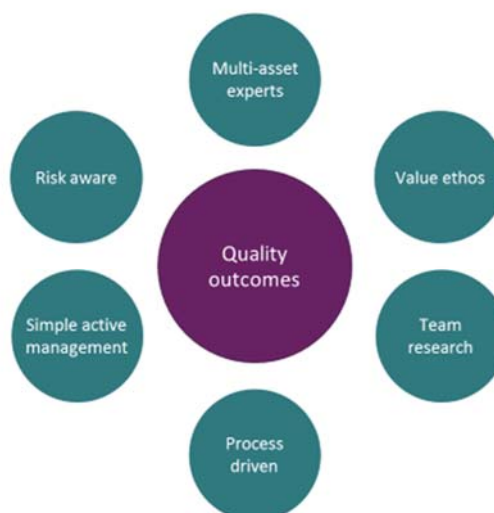 Multi-asset
experts
Risk aware
Value ethos
Quality
outcomes
Simple active
management
Team
research
Process
driven